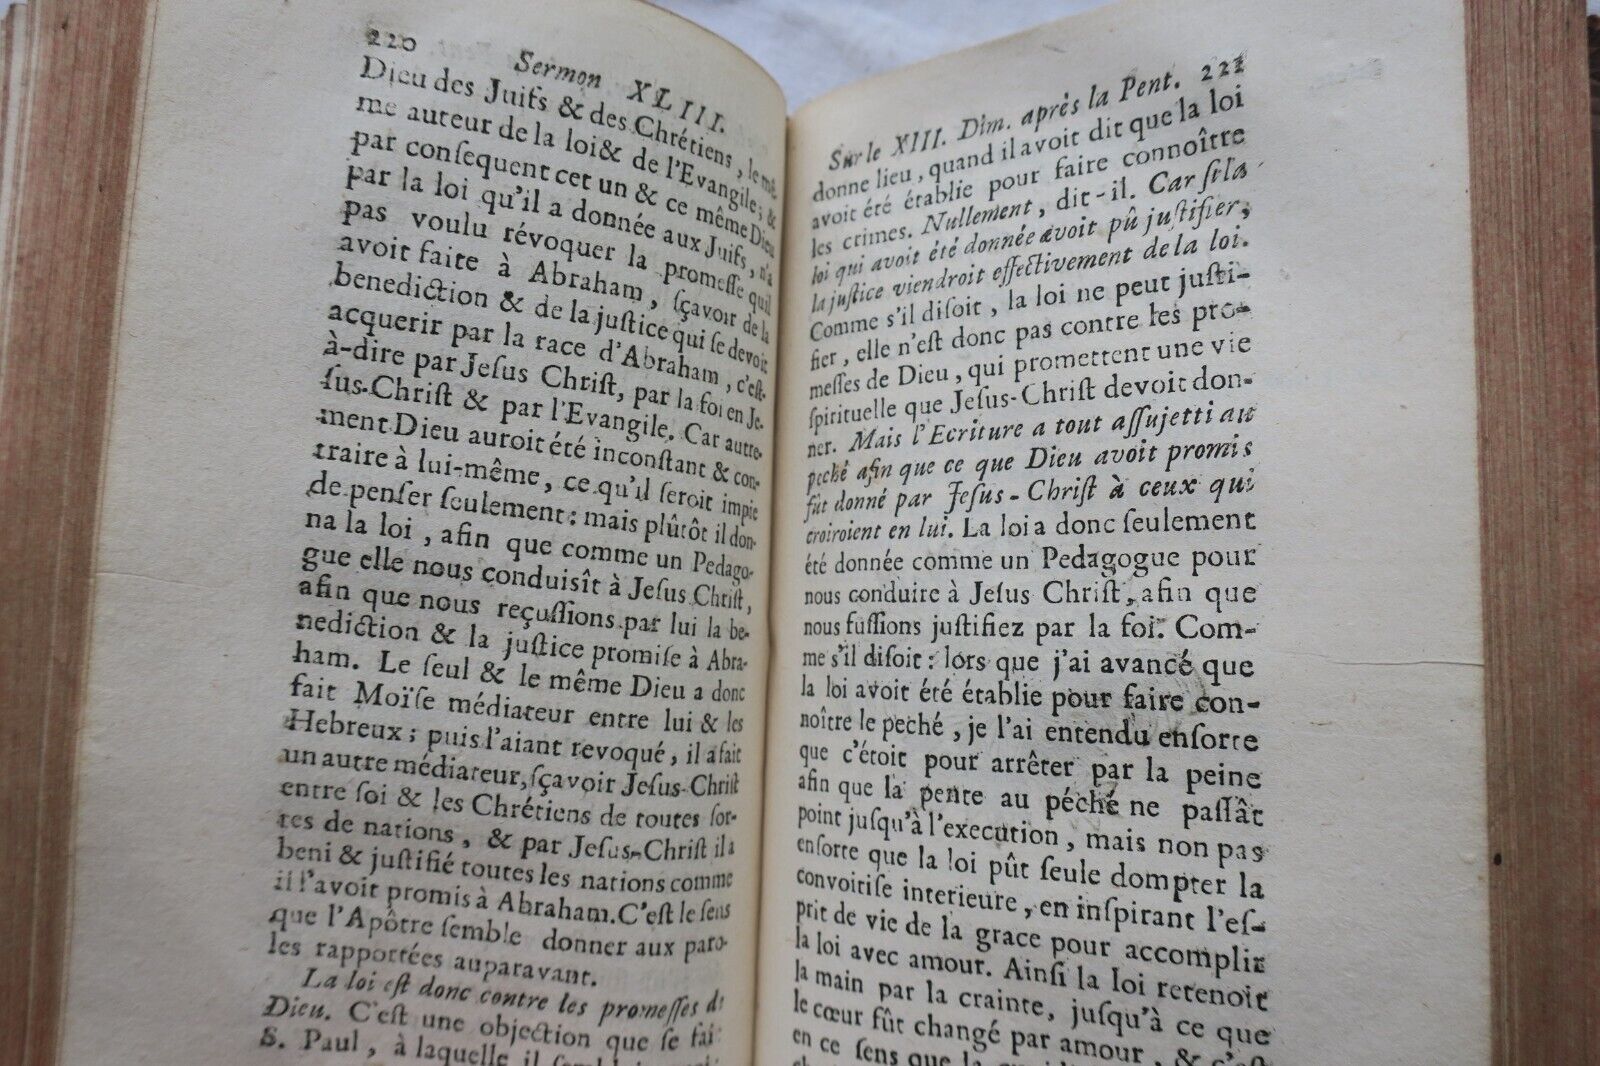 220 Sermon XLIII.
Dieu des Juifs & des Chrétiens, le mê-
me auteur de la loi& de l'Evangile; &
par conſequent cet un & ce même Dieu
par la loi qu'il a donnée aux Juifs, n'a
pas voulu révoquer la promeſſe qu'il
avoit faite à Abraham, ſçavoir de la
benediction & de la juſtice qui ſe devoit
acquerir par la race d'Abraham, c'eſt-
à-dire par Jeſus Chriſt, par la foi en Je-
ſus-Chriſt & par l'Evangile. Car autre-
ment Dieu auroit été inconſtant & con-
traire à lui-même, ce qu'il ſeroit impie
de penſer ſeulement: mais plûtôt il don-
na la loi, afin que comme un Pedago-
gue elle nous conduisît à Jeſus Chriſt,
afin que nous reçuſſions par lui la be-
nediction & la juſtice promiſe à Abra-
ham. Le ſeul & le même Dieu a donc
fait Moïſe médiateur entre lui & les
Hebreux; puis l'aiant revoqué, il a fait
un autre médiateur, ſçavoir Jeſus-Chriſt
entre ſoi & les Chrétiens de toutes ſor-
tes de nations, & par Jeſus-Chriſt il a
beni & juſtifié toutes les nations comme
il l'avoit promis à Abraham. C'eſt le ſens
que l'Apôtre ſemble donner aux paro-
les rapportées auparavant.
La loi eſt donc contre les promeſſes de
Dieu. C'eſt une objection que ſe fait
S. Paul, à laquelle il
Sur le XIII. Dim. après la Pent. 221
donne lieu, quand il avoit dit que la loi
avoit été établie pour faire connoître
les crimes. Nullement, dit-il. Car ſi la
loi qui avoit été donnée avoit pû juſtifier,
la juſtice viendroit effectivement de la loi.
Comme s'il diſoit, la loi ne peut juſti-
fier, elle n'eſt donc pas contre les pro-
meſſes de Dieu, qui promettent une vie
ſpirituelle que Jeſus-Chriſt devoit don-
ner. Mais l'Ecriture a tout aſſujetti au
peché afin que ce que Dieu avoit promis
fût donné par Jeſus-Chriſt à ceux qui
croiroient en lui. La loi a donc ſeulement
été donnée comme un Pedagogue pour
nous conduire à Jeſus Chriſt, afin que
nous fuſſions juſtifiez par la foi. Com-
me s'il diſoit: lors que j'ai avancé que
la loi avoit été établie pour faire con-
noître le peché, je l'ai entendu enſorte
que c'étoit pour arrêter par la peine
afin que la pente au péché ne paſſât
point juſqu'à l'execution, mais non pas
enſorte que la loi pût ſeule dompter la
convoitiſe interieure, en inſpirant l'eſ-
prit de vie de la grace pour accomplir
la loi avec amour. Ainſi la loi retenoit
la main par la crainte, juſqu'à ce que
le cœur fût changé par amour, & c'eſt
en ce ſens que la